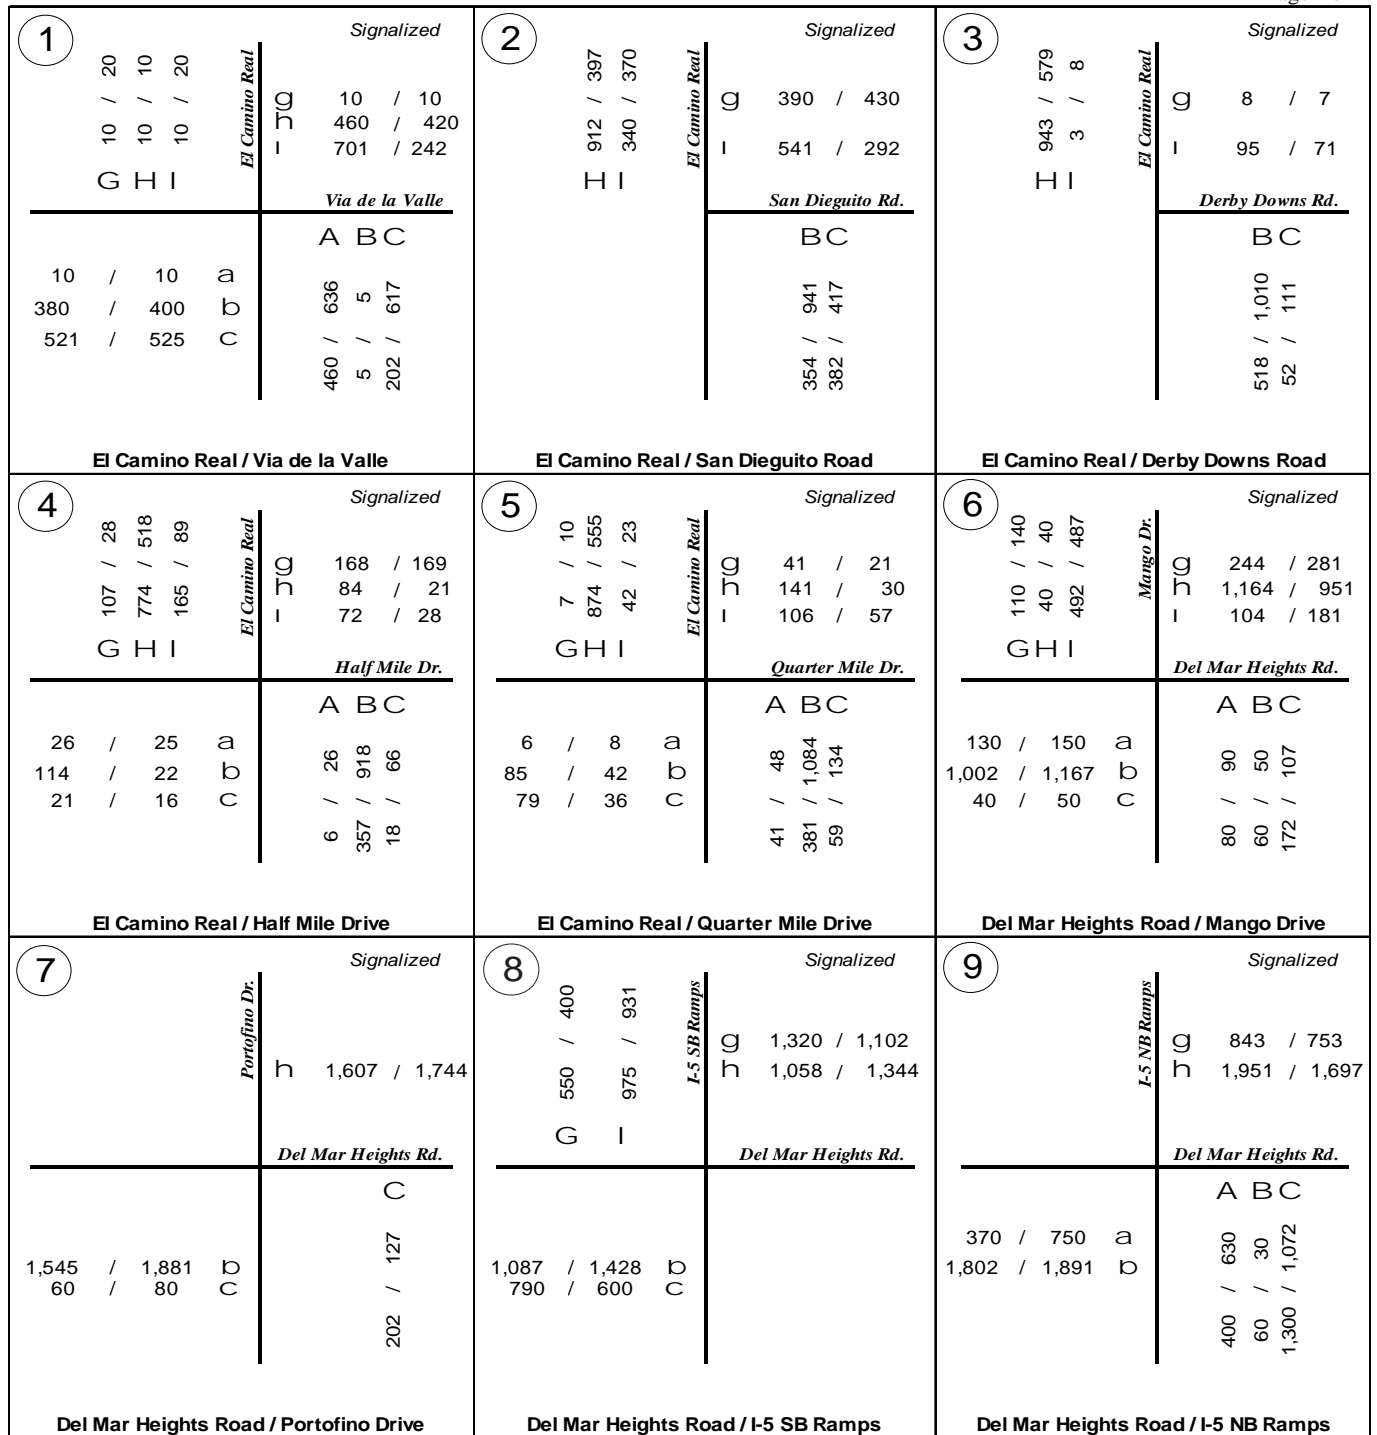 1
Signalized
10 / 20
10 / 10
10 / 20
G H I
El Camino Real
g 10 / 10
h 460 / 420
i 701 / 242
Via de la Valle
10 / 10 a
380 / 400 b
521 / 525 c
A B C
460 / 636
5 / 5
202 / 617
El Camino Real / Via de la Valle
2
Signalized
912 / 397
340 / 370
H I
El Camino Real
g 390 / 430
i 541 / 292
San Dieguito Rd.
B C
354 / 941
382 / 417
El Camino Real / San Dieguito Road
3
Signalized
943 / 579
3 / 8
H I
El Camino Real
g 8 / 7
i 95 / 71
Derby Downs Rd.
B C
518 / 1,010
52 / 111
El Camino Real / Derby Downs Road
4
Signalized
107 / 28
774 / 518
165 / 89
G H I
El Camino Real
g 168 / 169
h 84 / 21
i 72 / 28
Half Mile Dr.
26 / 25 a
114 / 22 b
21 / 16 c
A B C
6 / 26
357 / 918
18 / 66
El Camino Real / Half Mile Drive
5
Signalized
7 / 10
874 / 555
42 / 23
G H I
El Camino Real
g 41 / 21
h 141 / 30
i 106 / 57
Quarter Mile Dr.
6 / 8 a
85 / 42 b
79 / 36 c
A B C
41 / 48
381 / 1,084
59 / 134
El Camino Real / Quarter Mile Drive
6
Signalized
110 / 140
40 / 40
492 / 487
G H I
Mango Dr.
g 244 / 281
h 1,164 / 951
i 104 / 181
Del Mar Heights Rd.
130 / 150 a
1,002 / 1,167 b
40 / 50 c
A B C
80 / 90
60 / 50
172 / 107
Del Mar Heights Road / Mango Drive
7
Signalized
Portofino Dr.
h 1,607 / 1,744
Del Mar Heights Rd.
1,545 / 1,881 b
60 / 80 c
C
202 / 127
Del Mar Heights Road / Portofino Drive
8
Signalized
550 / 400
975 / 931
G I
I-5 SB Ramps
g 1,320 / 1,102
h 1,058 / 1,344
Del Mar Heights Rd.
1,087 / 1,428 b
790 / 600 c
Del Mar Heights Road / I-5 SB Ramps
9
Signalized
I-5 NB Ramps
g 843 / 753
h 1,951 / 1,697
Del Mar Heights Rd.
370 / 750 a
1,802 / 1,891 b
A B C
400 / 630
60 / 30
1,300 / 1,072
Del Mar Heights Road / I-5 NB Ramps